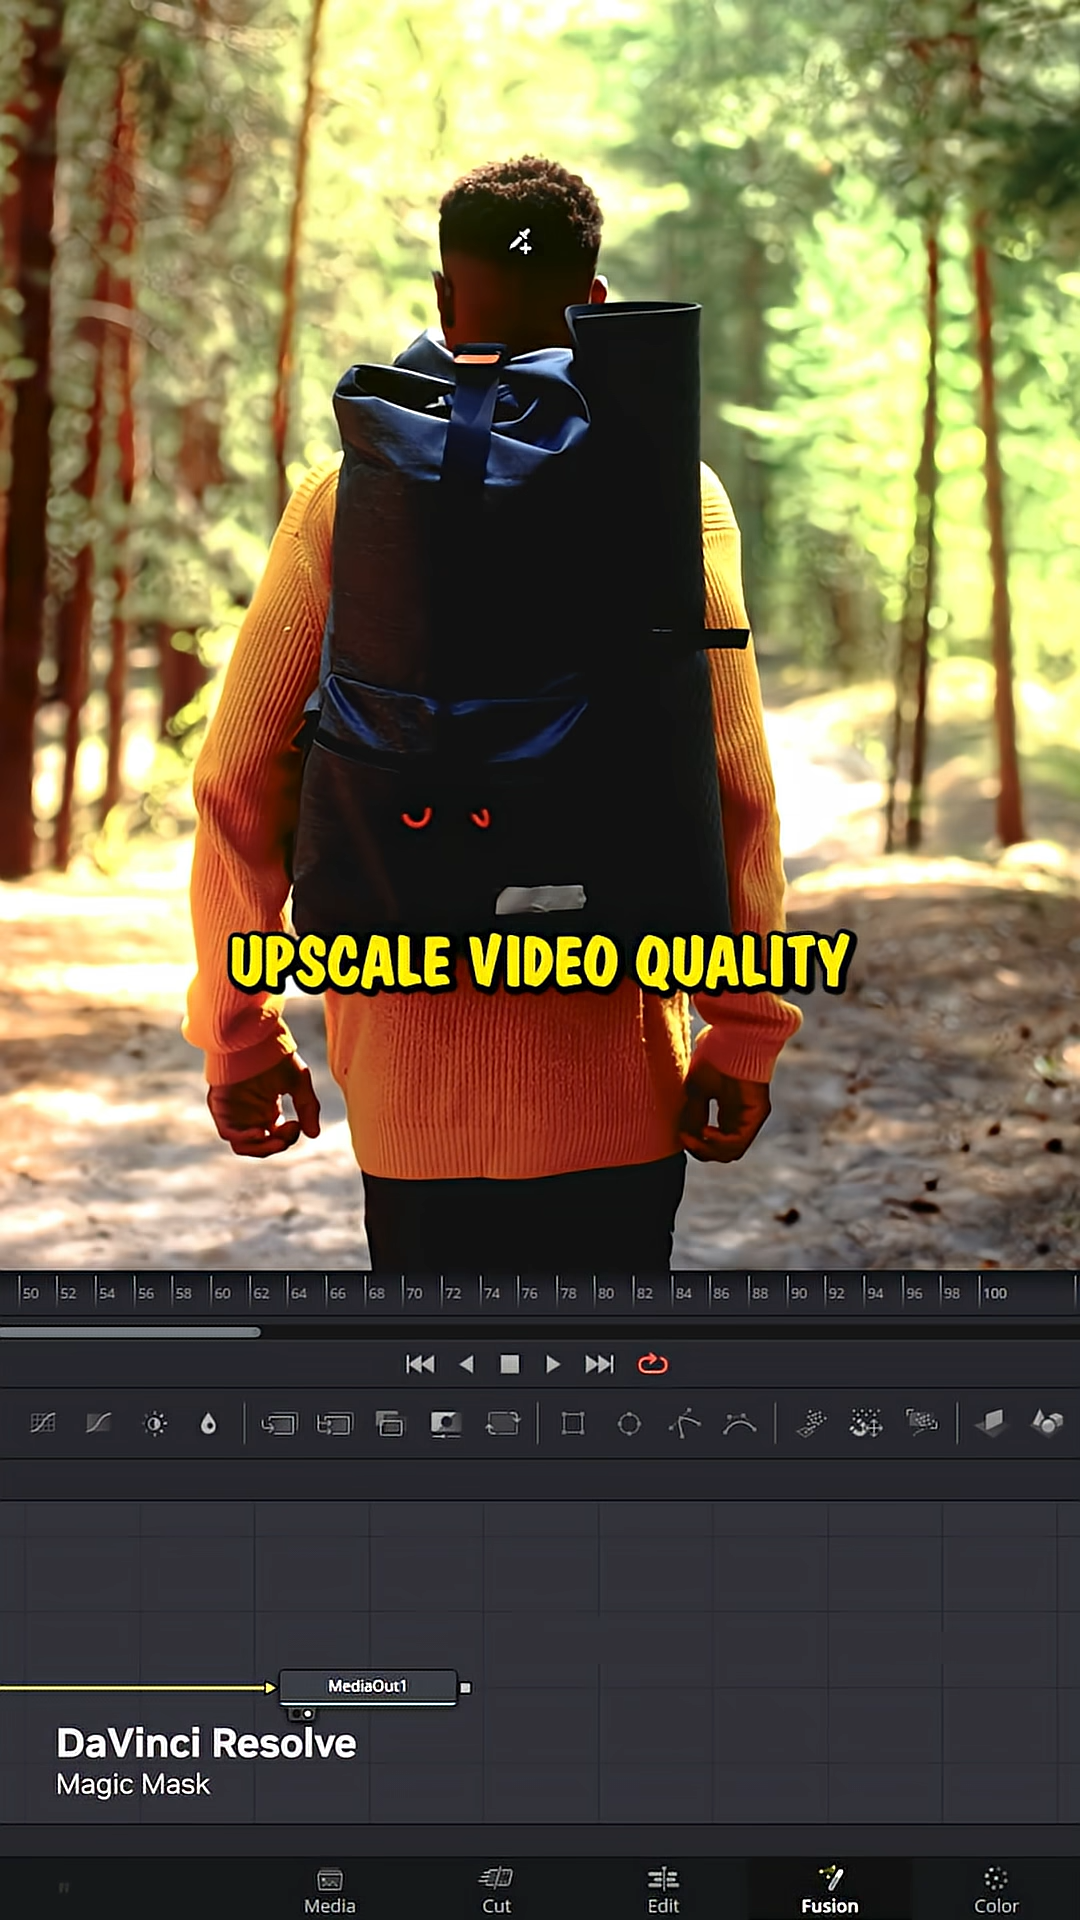 UPSCALE VIDEO QUALITY
50 52 54 56 58 60 62 64 66 68 70 72 74 76 78 80 82 84 86 88 90 92 94 96 98 100
MediaOut1
DaVinci Resolve
Magic Mask
Media Cut Edit Fusion Color